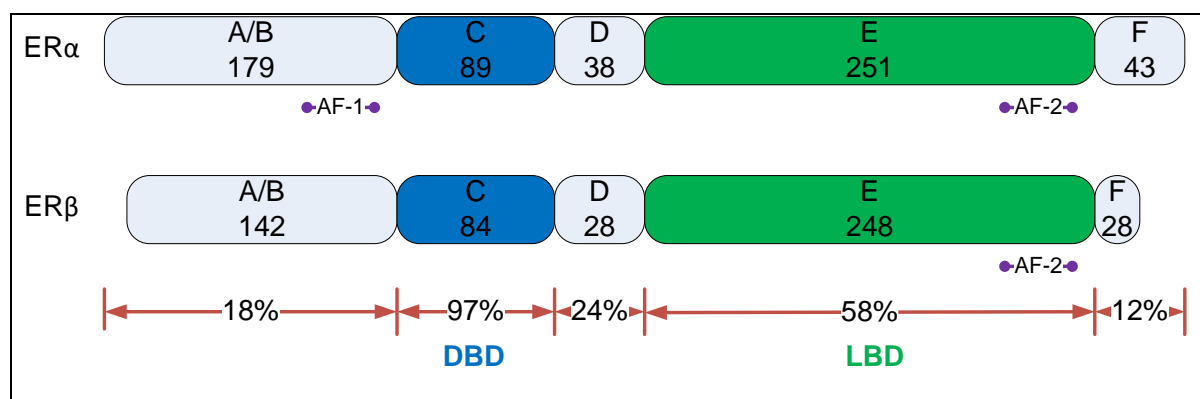 ERα
A/B C D E F
179 89 38 251 43
AF-1 AF-2
ERβ
A/B C D E F
142 84 28 248 28
AF-2
18% 97% 24% 58% 12%
DBD LBD